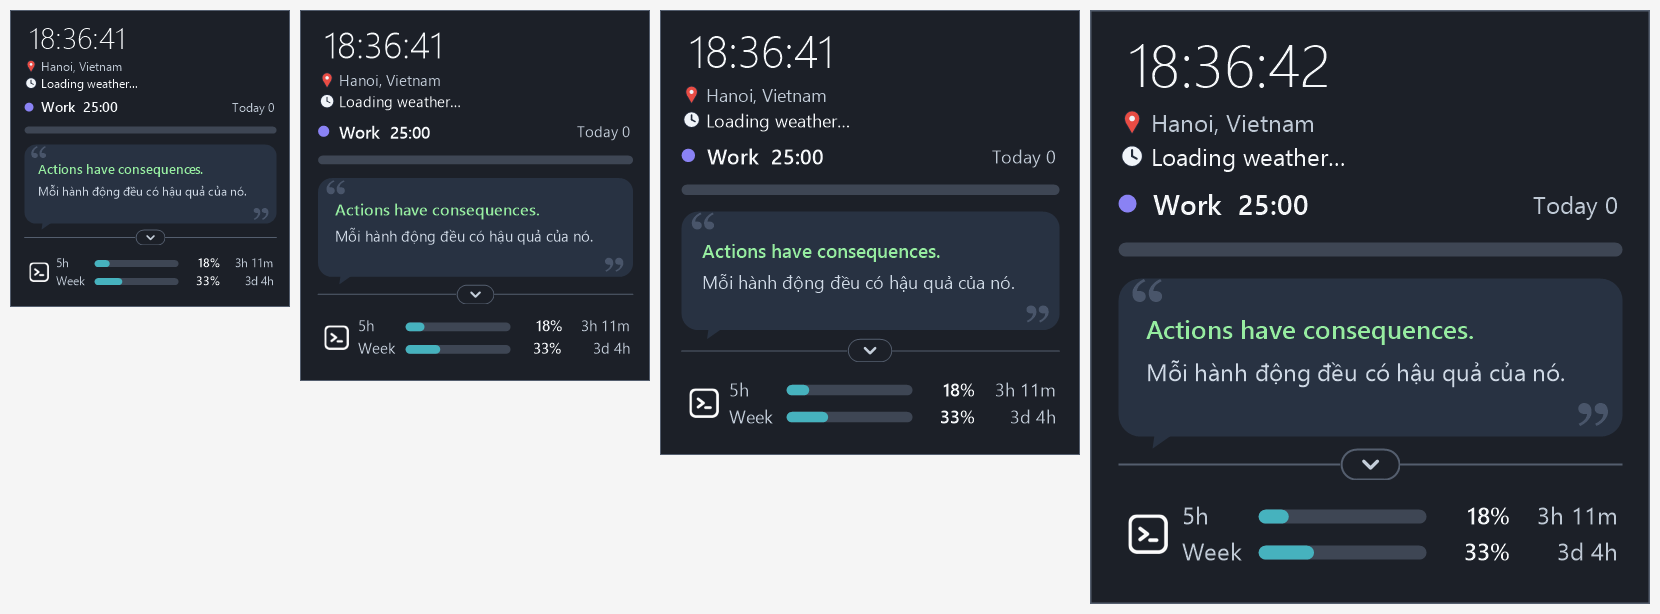 18:36:41
Hanoi, Vietnam
Loading weather...
Work 25:00 Today 0
“
Actions have consequences.
Mỗi hành động đều có hậu quả của nó.
”
5h 18% 3h 11m
Week 33% 3d 4h
18:36:41
Hanoi, Vietnam
Loading weather...
Work 25:00 Today 0
“
Actions have consequences.
Mỗi hành động đều có hậu quả của nó.
”
5h 18% 3h 11m
Week 33% 3d 4h
18:36:41
Hanoi, Vietnam
Loading weather...
Work 25:00 Today 0
“
Actions have consequences.
Mỗi hành động đều có hậu quả của nó.
”
5h 18% 3h 11m
Week 33% 3d 4h
18:36:42
Hanoi, Vietnam
Loading weather...
Work 25:00 Today 0
“
Actions have consequences.
Mỗi hành động đều có hậu quả của nó.
”
5h 18% 3h 11m
Week 33% 3d 4h